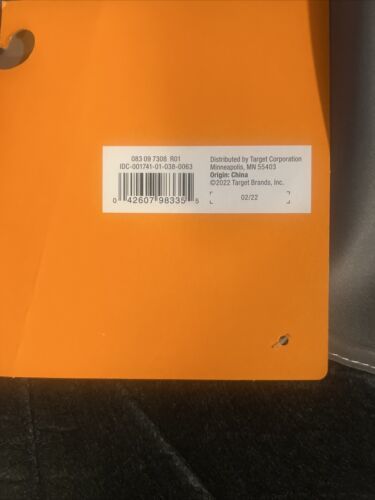 083 09 7308 R01
IDC-001741-01-038-0063
0 42607 98335 5
Distributed by Target Corporation
Minneapolis, MN 55403
Origin: China
©2022 Target Brands, Inc.
02/22